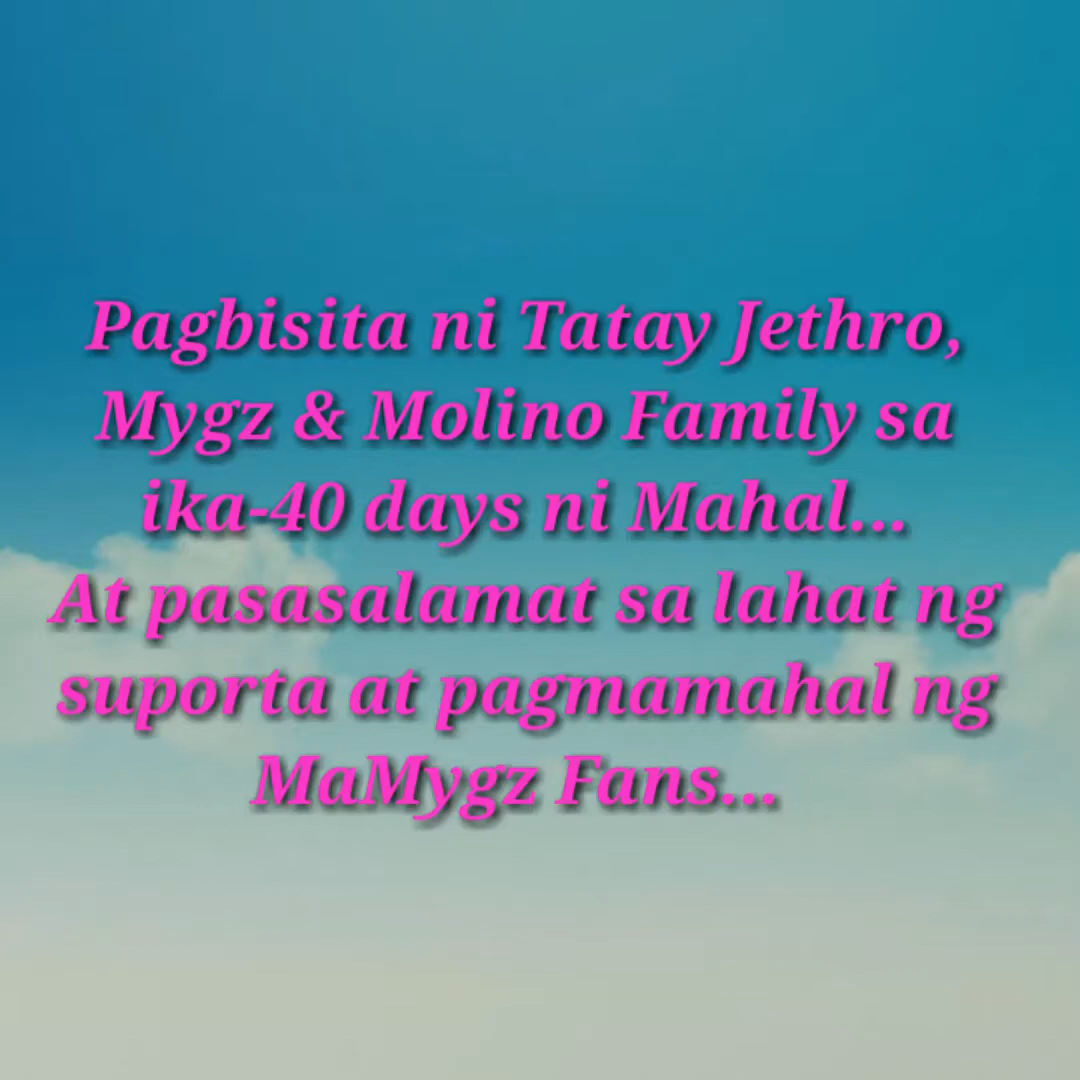 Pagbisita ni Tatay Jethro,
Mygz & Molino Family sa
ika-40 days ni Mahal...
At pasasalamat sa lahat ng
suporta at pagmamahal ng
MaMygz Fans...